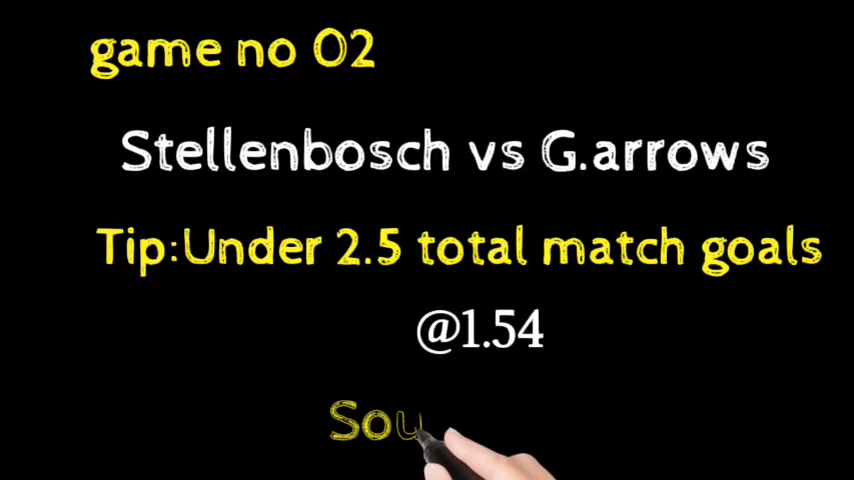 game no 02
Stellenbosch vs G.arrows
Tip:Under 2.5 total match goals
@1.54
Sou